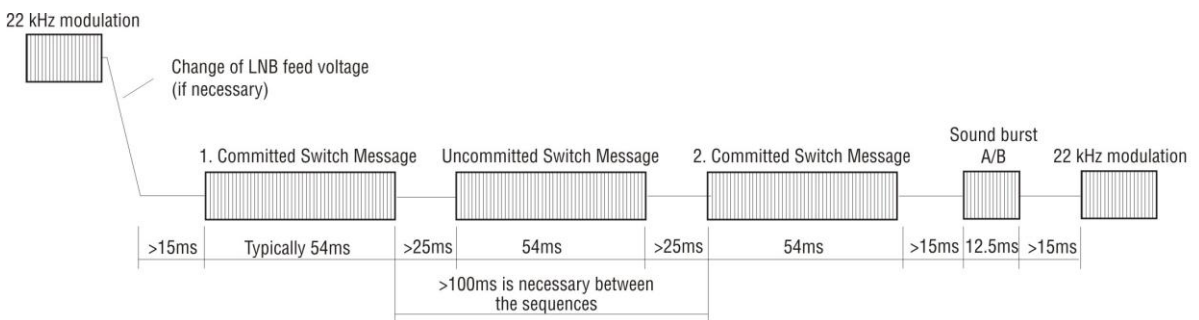 22 kHz modulation
Change of LNB feed voltage
(if necessary)
1. Committed Switch Message
Uncommitted Switch Message
2. Committed Switch Message
Sound burst
A/B
22 kHz modulation
>15ms
Typically 54ms
>25ms
54ms
>25ms
54ms
>15ms
12.5ms
>15ms
>100ms is necessary between
the sequences